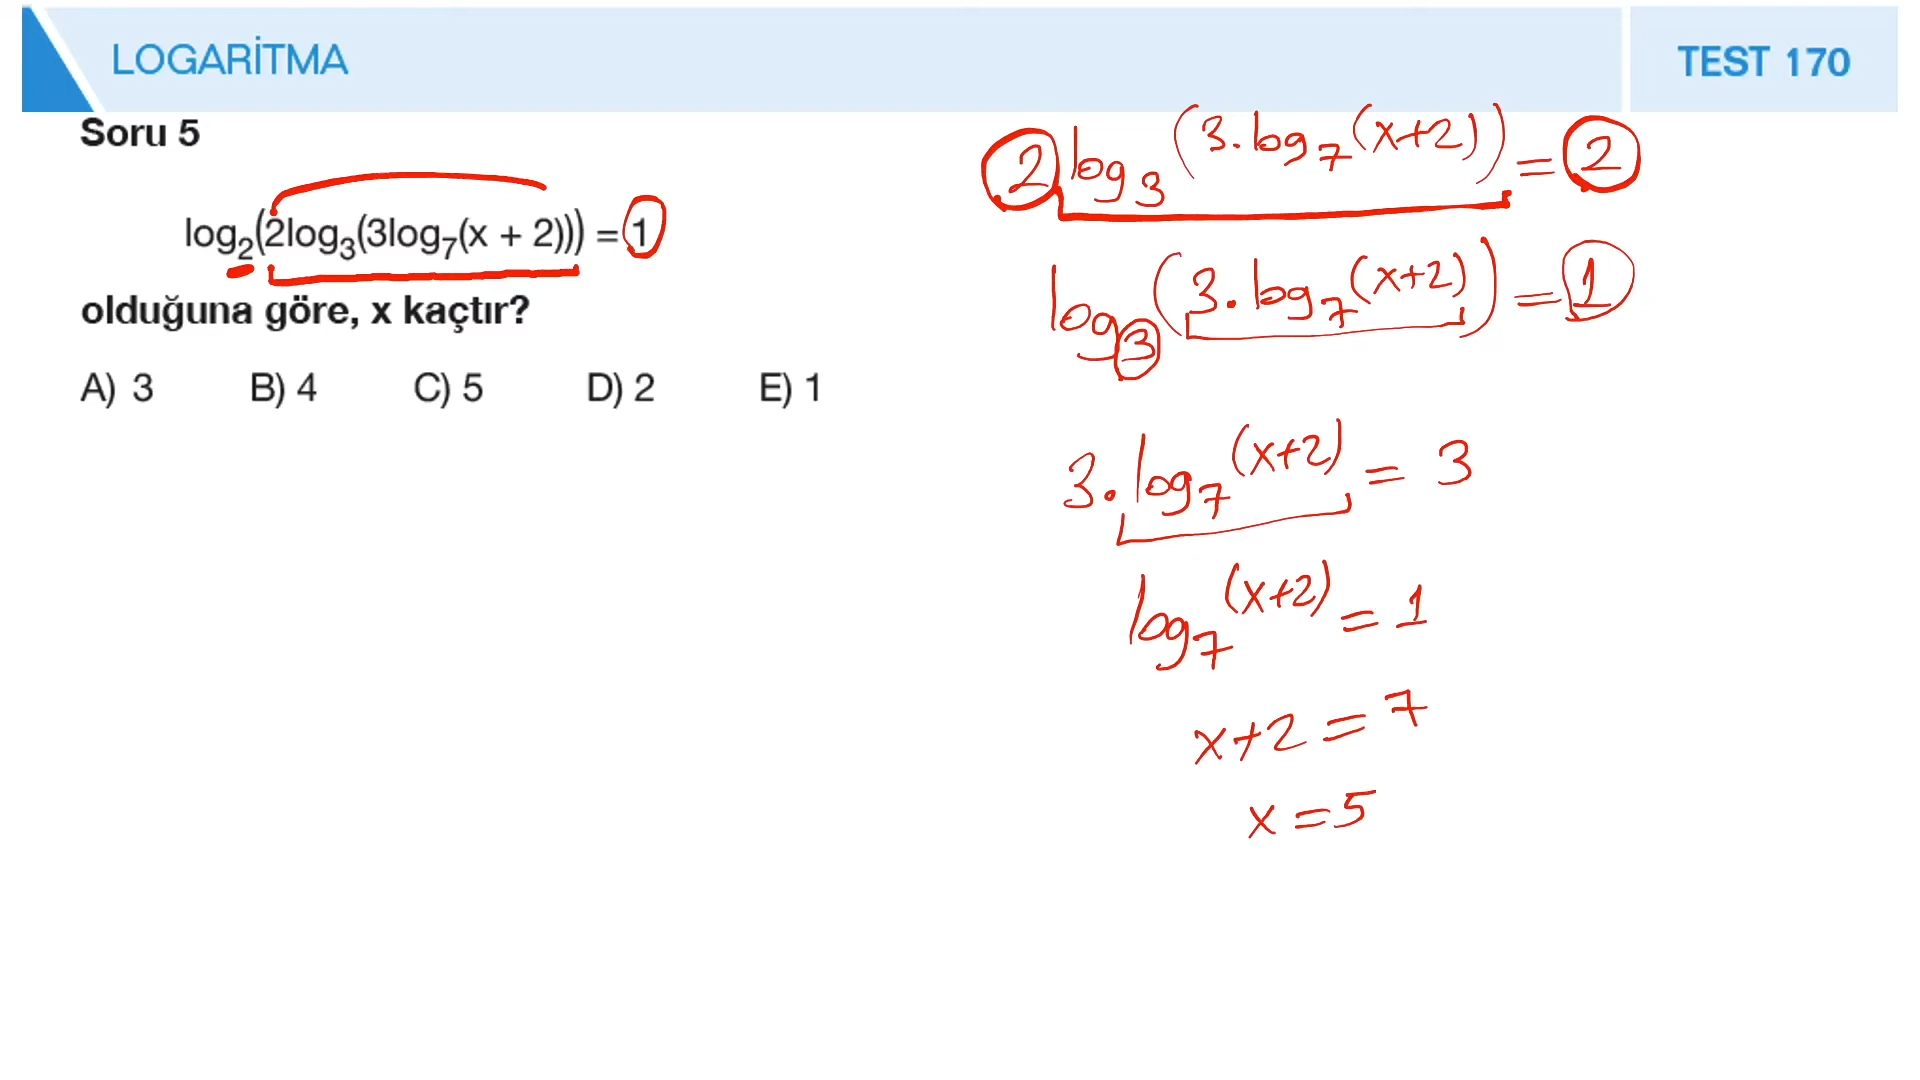 LOGARİTMA
TEST 170
Soru 5
log₂(2log₃(3log₇(x + 2))) = 1
olduğuna göre, x kaçtır?
A) 3 B) 4 C) 5 D) 2 E) 1
2 log₃(3.log₇(x+2)) = 2
log₃(3.log₇(x+2)) = 1
3.log₇(x+2) = 3
log₇(x+2) = 1
x+2 = 7
x = 5